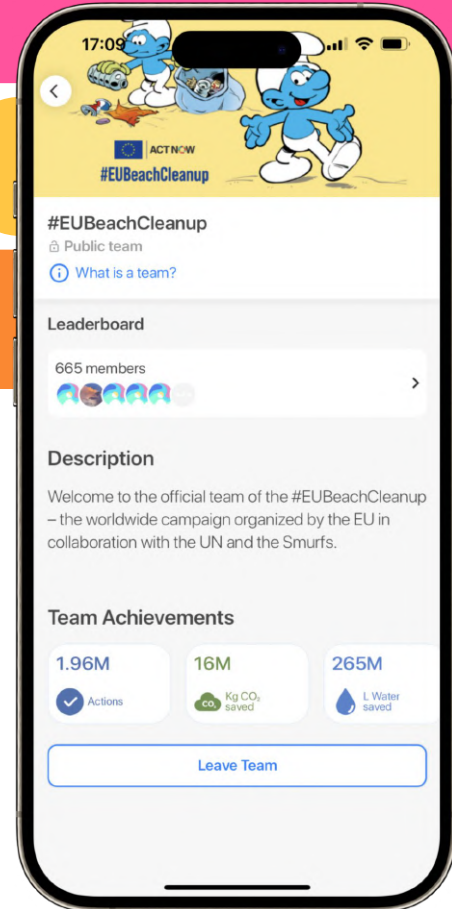 17:09
ACT NOW
#EUBeachCleanup
#EUBeachCleanup
Public team
What is a team?
Leaderboard
665 members
Description
Welcome to the official team of the #EUBeachCleanup
– the worldwide campaign organized by the EU in
collaboration with the UN and the Smurfs.
Team Achievements
1.96M
Actions
16M
CO₂
Kg CO₂
saved
265M
L Water
saved
Leave Team